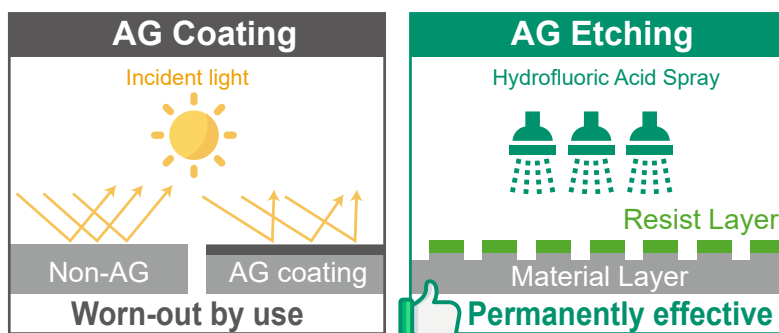 AG Coating
Incident light
Non-AG
AG coating
Worn-out by use
AG Etching
Hydrofluoric Acid Spray
Resist Layer
Material Layer
Permanently effective